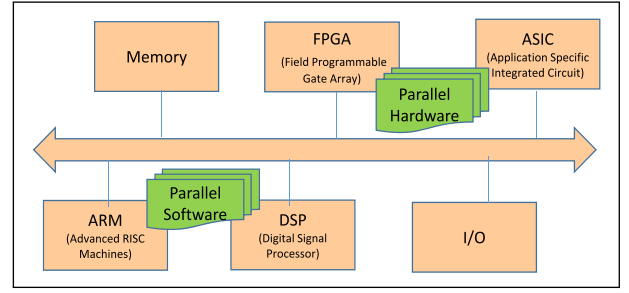 Memory
FPGA
(Field Programmable
Gate Array)
ASIC
(Application Specific
Integrated Circuit)
Parallel
Hardware
Parallel
Software
ARM
(Advanced RISC
Machines)
DSP
(Digital Signal
Processor)
I/O